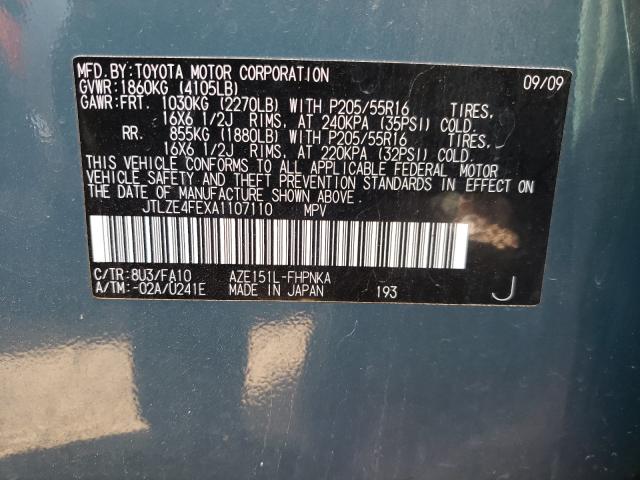 MFD. BY: TOYOTA MOTOR CORPORATION 09/09
GVWR: 1860KG (4105LB)
GAWR: FRT. 1030KG (2270LB) WITH P205/55R16 TIRES,
16X6 1/2J RIMS, AT 240KPA (35PSI) COLD.
RR. 855KG (1880LB) WITH P205/55R16 TIRES,
16X6 1/2J RIMS, AT 220KPA (32PSI) COLD.
THIS VEHICLE CONFORMS TO ALL APPLICABLE FEDERAL MOTOR
VEHICLE SAFETY AND THEFT PREVENTION STANDARDS IN EFFECT ON
THE DATE OF MANUFACTURE SHOWN ABOVE.
JTLZE4FEXA1107110 MPV
C/TR: 8U3/FA10 AZE151L-FHPNKA
A/TM: -02A/U241E MADE IN JAPAN 193 J